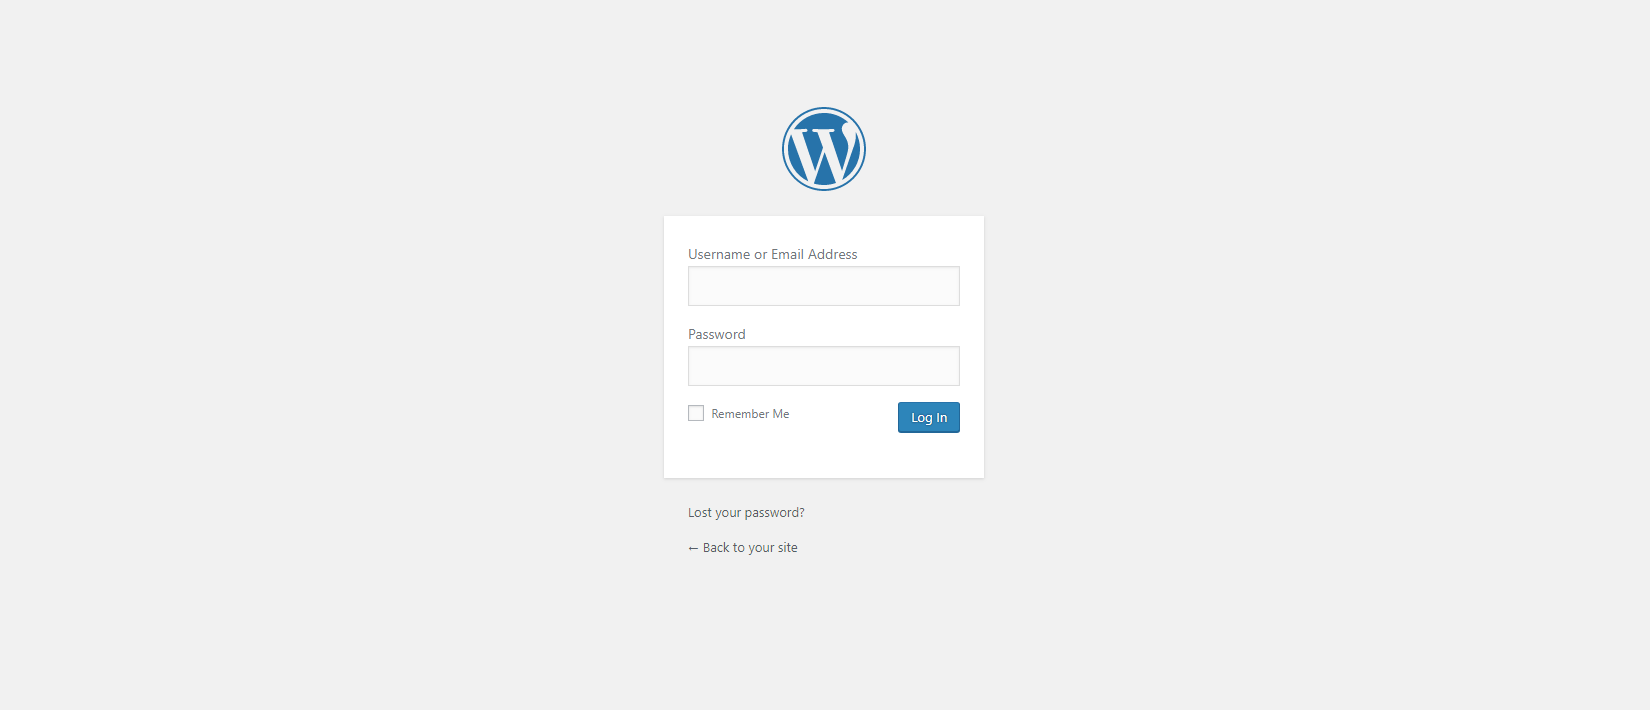 Username or Email Address
Password
Remember Me
Log In
Lost your password?
← Back to your site